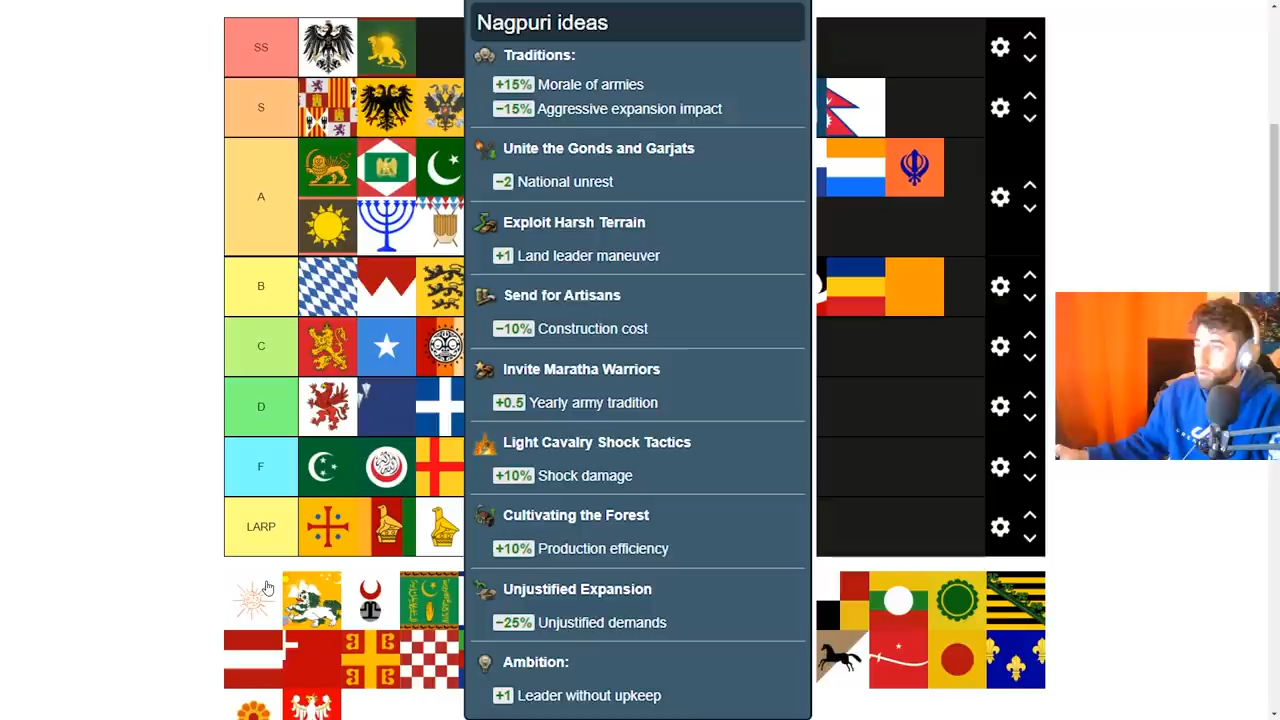 Nagpuri ideas
Traditions:
+15% Morale of armies
−15% Aggressive expansion impact
Unite the Gonds and Garjats
−2 National unrest
Exploit Harsh Terrain
+1 Land leader maneuver
Send for Artisans
−10% Construction cost
Invite Maratha Warriors
+0.5 Yearly army tradition
Light Cavalry Shock Tactics
+10% Shock damage
Cultivating the Forest
+10% Production efficiency
Unjustified Expansion
−25% Unjustified demands
Ambition:
+1 Leader without upkeep
SS
S
A
B
C
D
F
LARP